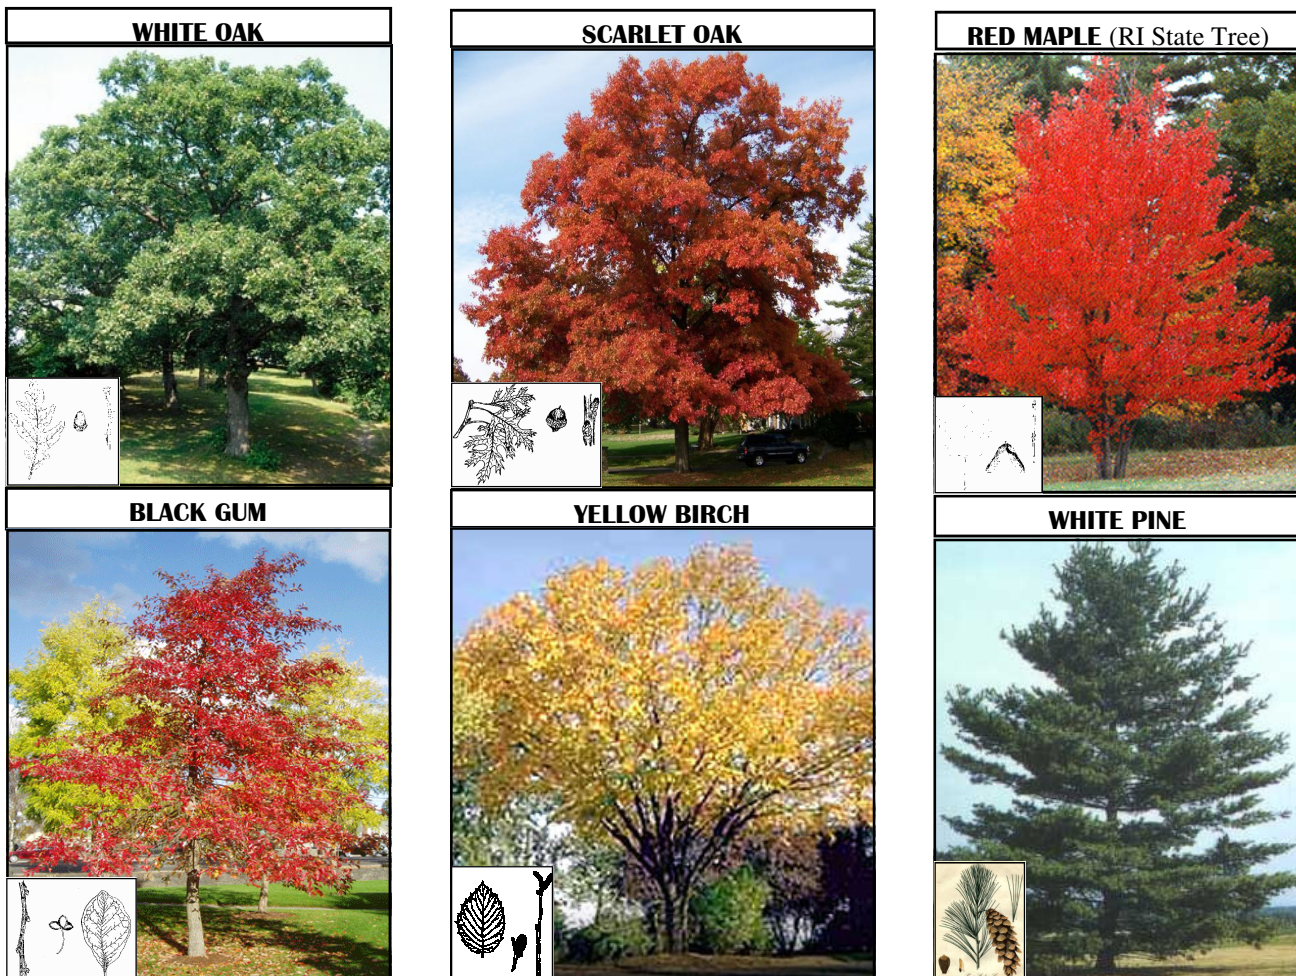 WHITE OAK
SCARLET OAK
RED MAPLE (RI State Tree)
BLACK GUM
YELLOW BIRCH
WHITE PINE